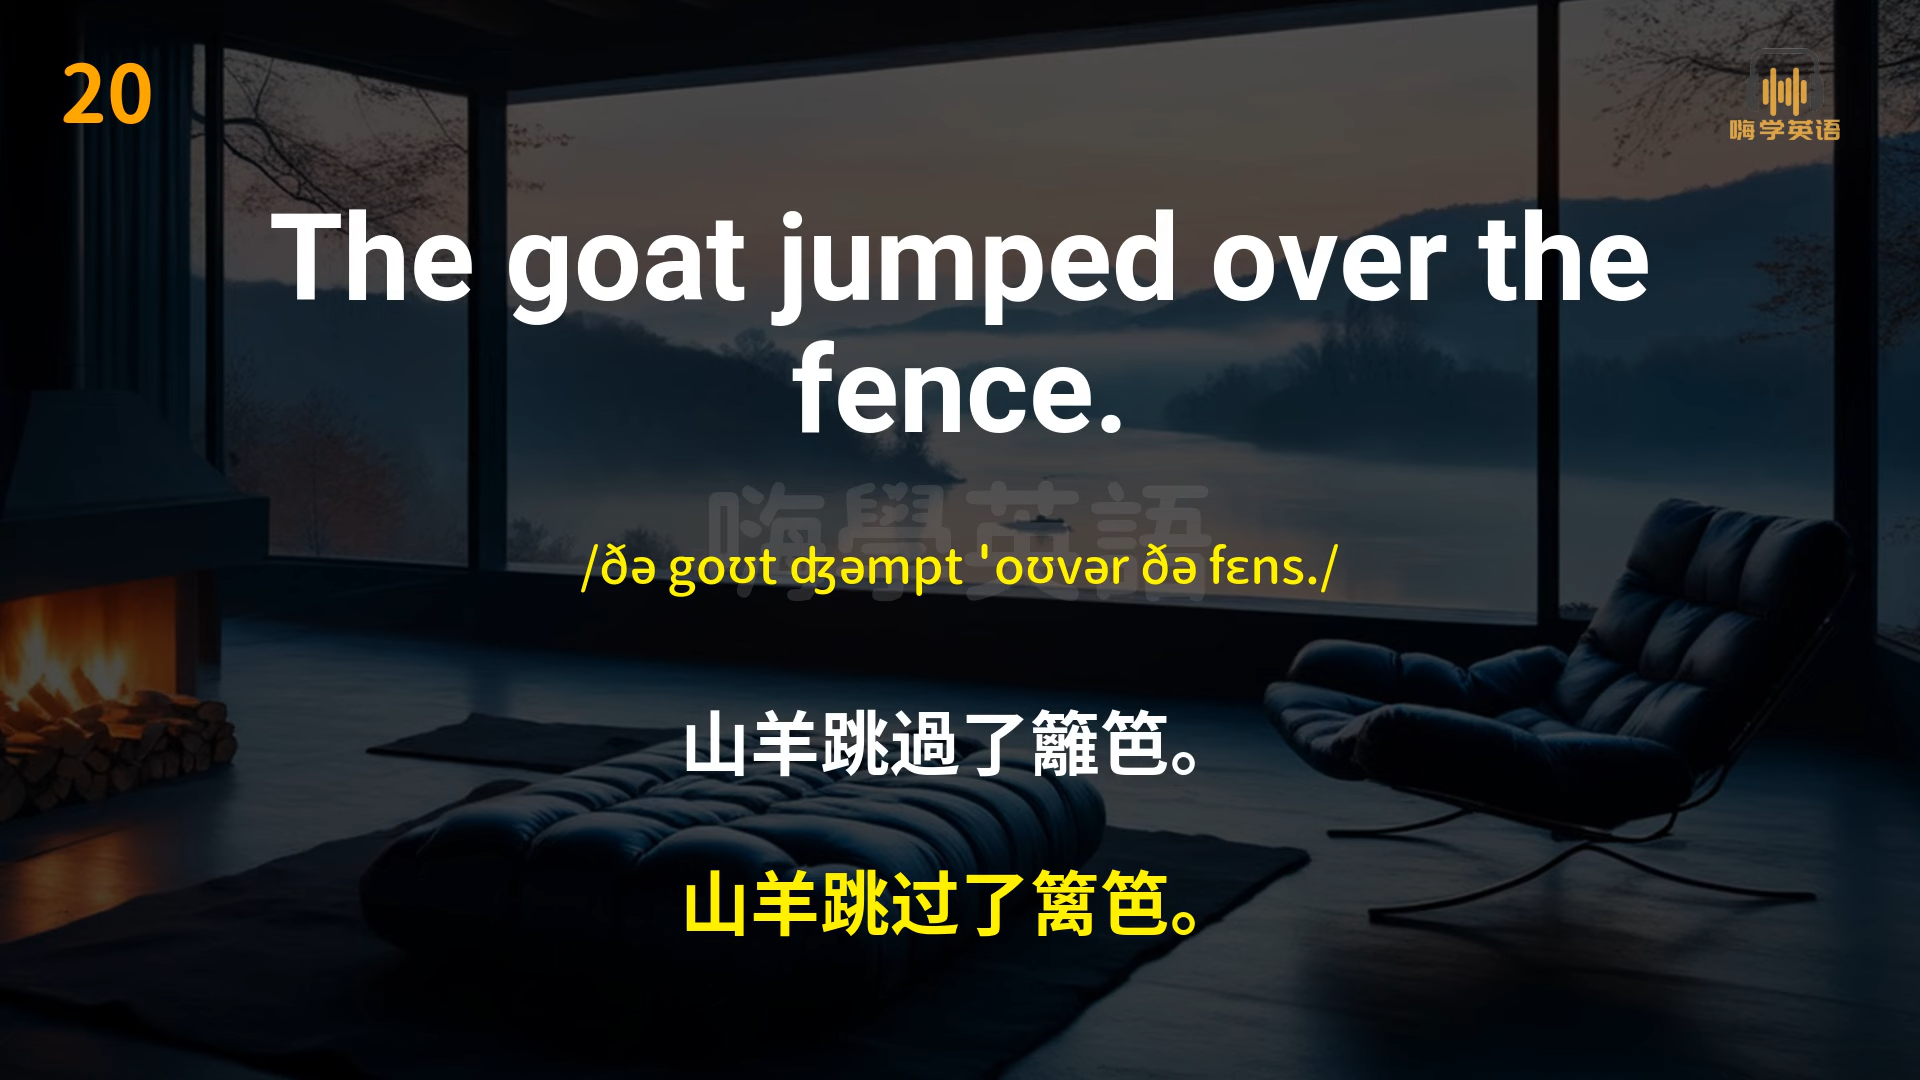 20
嗨学英语
The goat jumped over the
fence.
嗨學英語
/ðə goʊt ʤəmpt ˈoʊvər ðə fɛns./
山羊跳過了籬笆。
山羊跳过了篱笆。